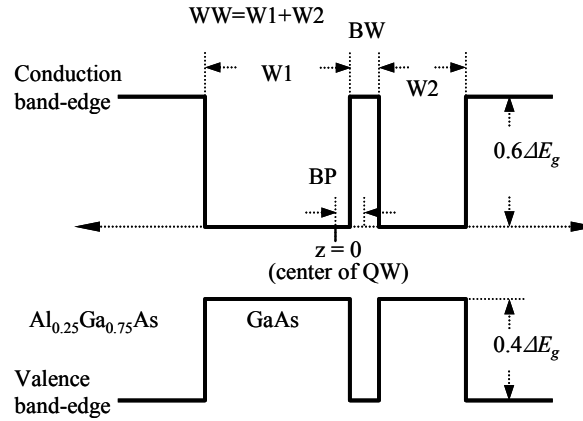 WW=W1+W2
BW
W1
W2
Conduction
band-edge
0.6ΔEg
BP
z = 0
(center of QW)
Al0.25Ga0.75As
GaAs
0.4ΔEg
Valence
band-edge